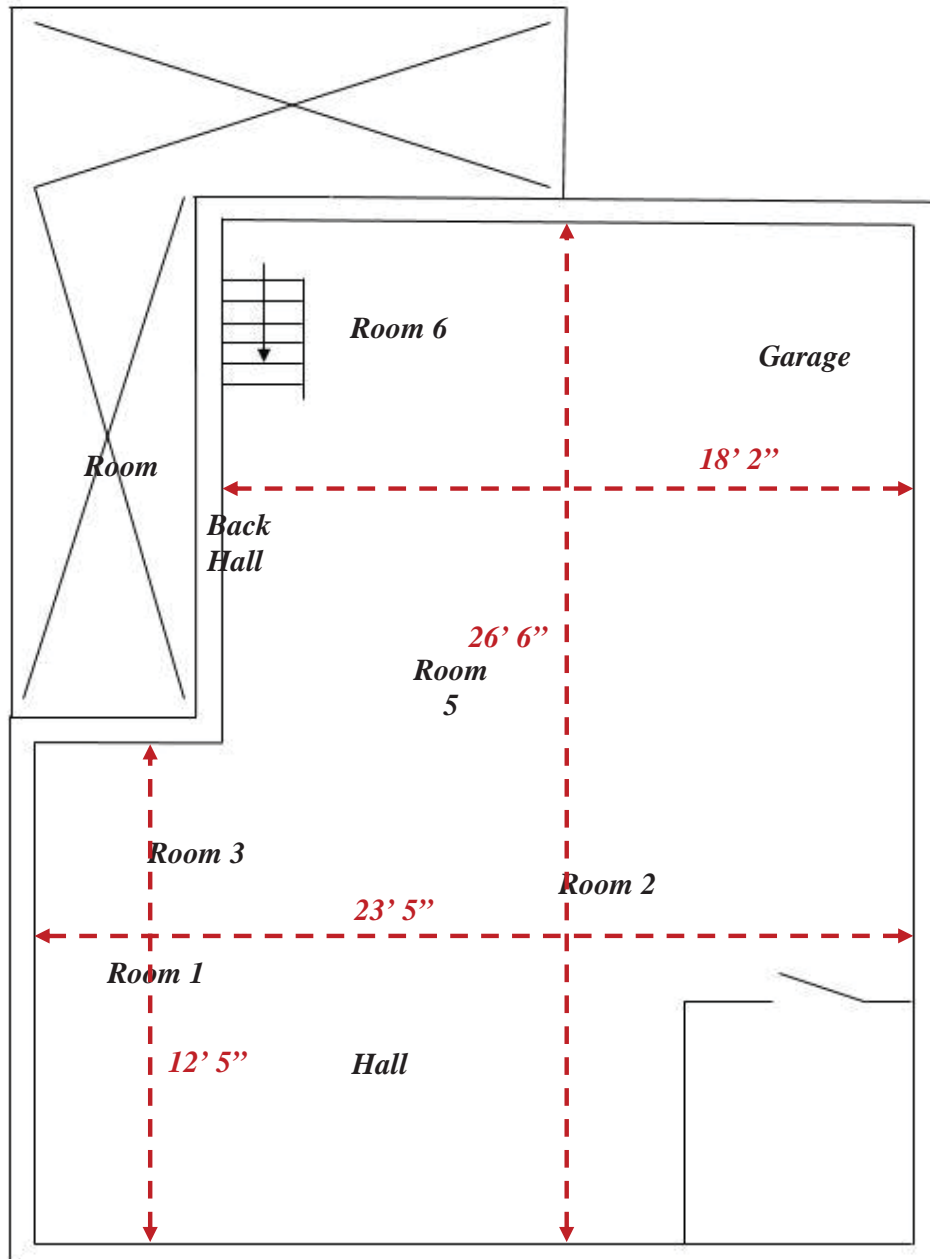 Room 6
Garage
18’ 2”
Room
Back
Hall
26’ 6”
Room
5
Room 3
Room 2
23’ 5”
Room 1
12’ 5”
Hall